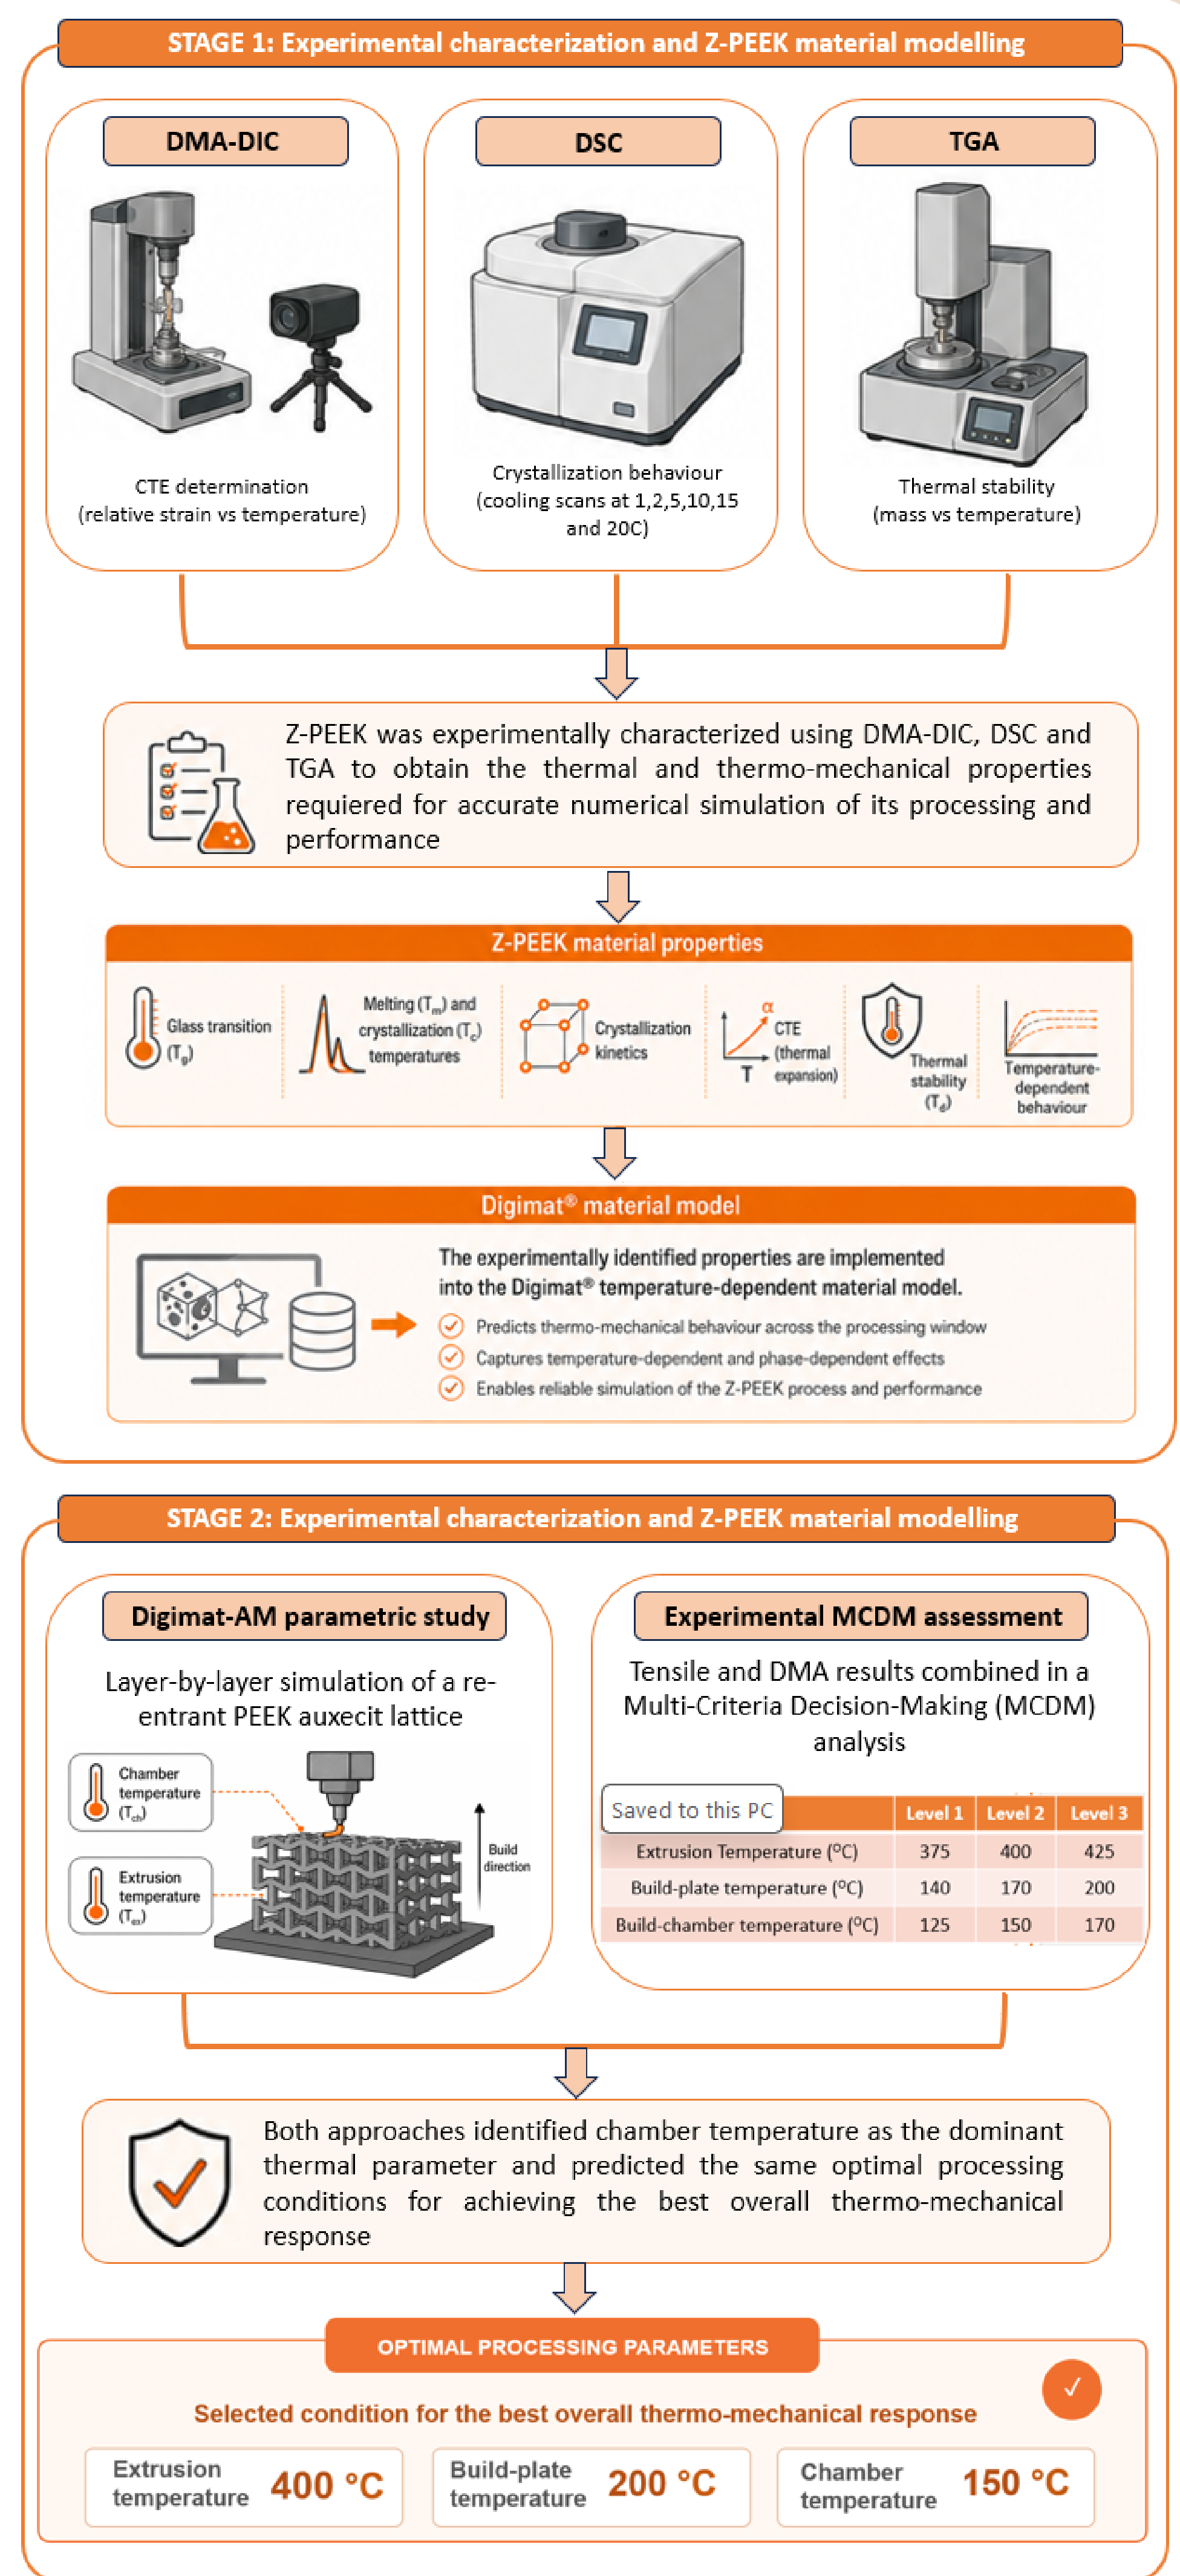 STAGE 1: Experimental characterization and Z-PEEK material modelling
DMA-DIC
CTE determination
(relative strain vs temperature)
DSC
Crystallization behaviour
(cooling scans at 1,2,5,10,15
and 20C)
TGA
Thermal stability
(mass vs temperature)
Z-PEEK was experimentally characterized using DMA-DIC, DSC and
TGA to obtain the thermal and thermo-mechanical properties
requiered for accurate numerical simulation of its processing and
performance
Z-PEEK material properties
Glass transition
(Tg)
Melting (Tm) and
crystallization (Tc)
temperatures
Crystallization
kinetics
α
T
CTE
(thermal
expansion)
Thermal
stability
(Td)
Temperature-
dependent
behaviour
Digimat® material model
The experimentally identified properties are implemented
into the Digimat® temperature-dependent material model.
Predicts thermo-mechanical behaviour across the processing window
Captures temperature-dependent and phase-dependent effects
Enables reliable simulation of the Z-PEEK process and performance
STAGE 2: Experimental characterization and Z-PEEK material modelling
Digimat-AM parametric study
Layer-by-layer simulation of a re-
entrant PEEK auxecit lattice
Chamber
temperature
(Tch)
Extrusion
temperature
(Tex)
Build
direction
Experimental MCDM assessment
Tensile and DMA results combined in a
Multi-Criteria Decision-Making (MCDM)
analysis
Saved to this PC
Level 1 Level 2 Level 3
Extrusion Temperature (ºC) 375 400 425
Build-plate temperature (ºC) 140 170 200
Build-chamber temperature (ºC) 125 150 170
Both approaches identified chamber temperature as the dominant
thermal parameter and predicted the same optimal processing
conditions for achieving the best overall thermo-mechanical
response
OPTIMAL PROCESSING PARAMETERS
Selected condition for the best overall thermo-mechanical response
Extrusion
temperature
400 °C
Build-plate
temperature
200 °C
Chamber
temperature
150 °C